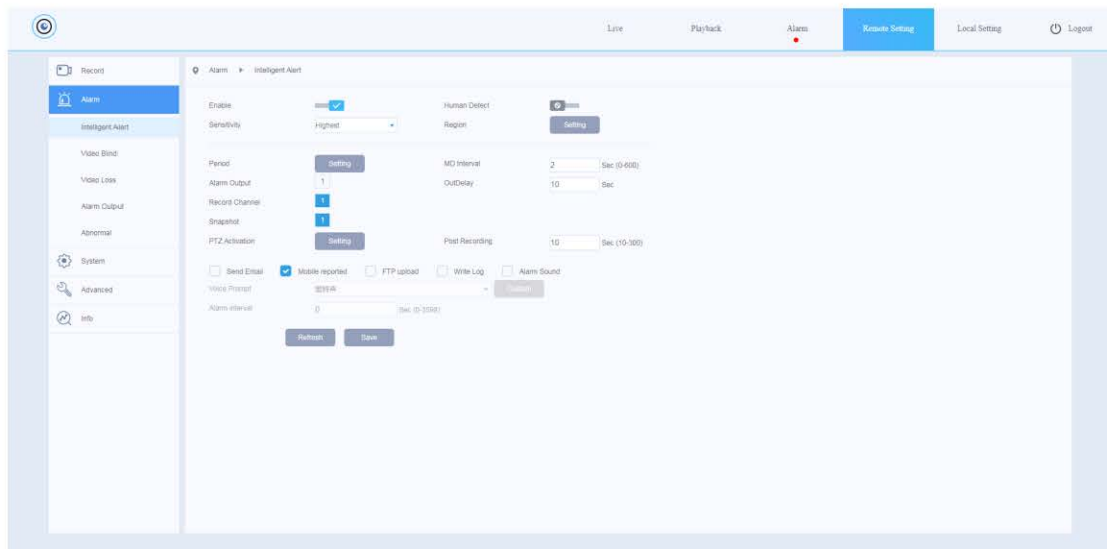 Live Playback Alarm Remote Setting Local Setting Logout
Record
Alarm
Intelligent Alert
Video Blind
Video Loss
Alarm Output
Abnormal
System
Advanced
Info
Alarm Intelligent Alert
Enable Human Detect
Sensitivity Highest Region Setting
Period Setting MD Interval 2 Sec (0-600)
Alarm Output 1 OutDelay 10 Sec
Record Channel 1
Snapshot 1
PTZ Activation Setting Post Recording 10 Sec (10-300)
Send Email Mobile reported FTP upload Write Log Alarm Sound
Voice Prompt Custom
Alarm Interval 0
Refresh Save